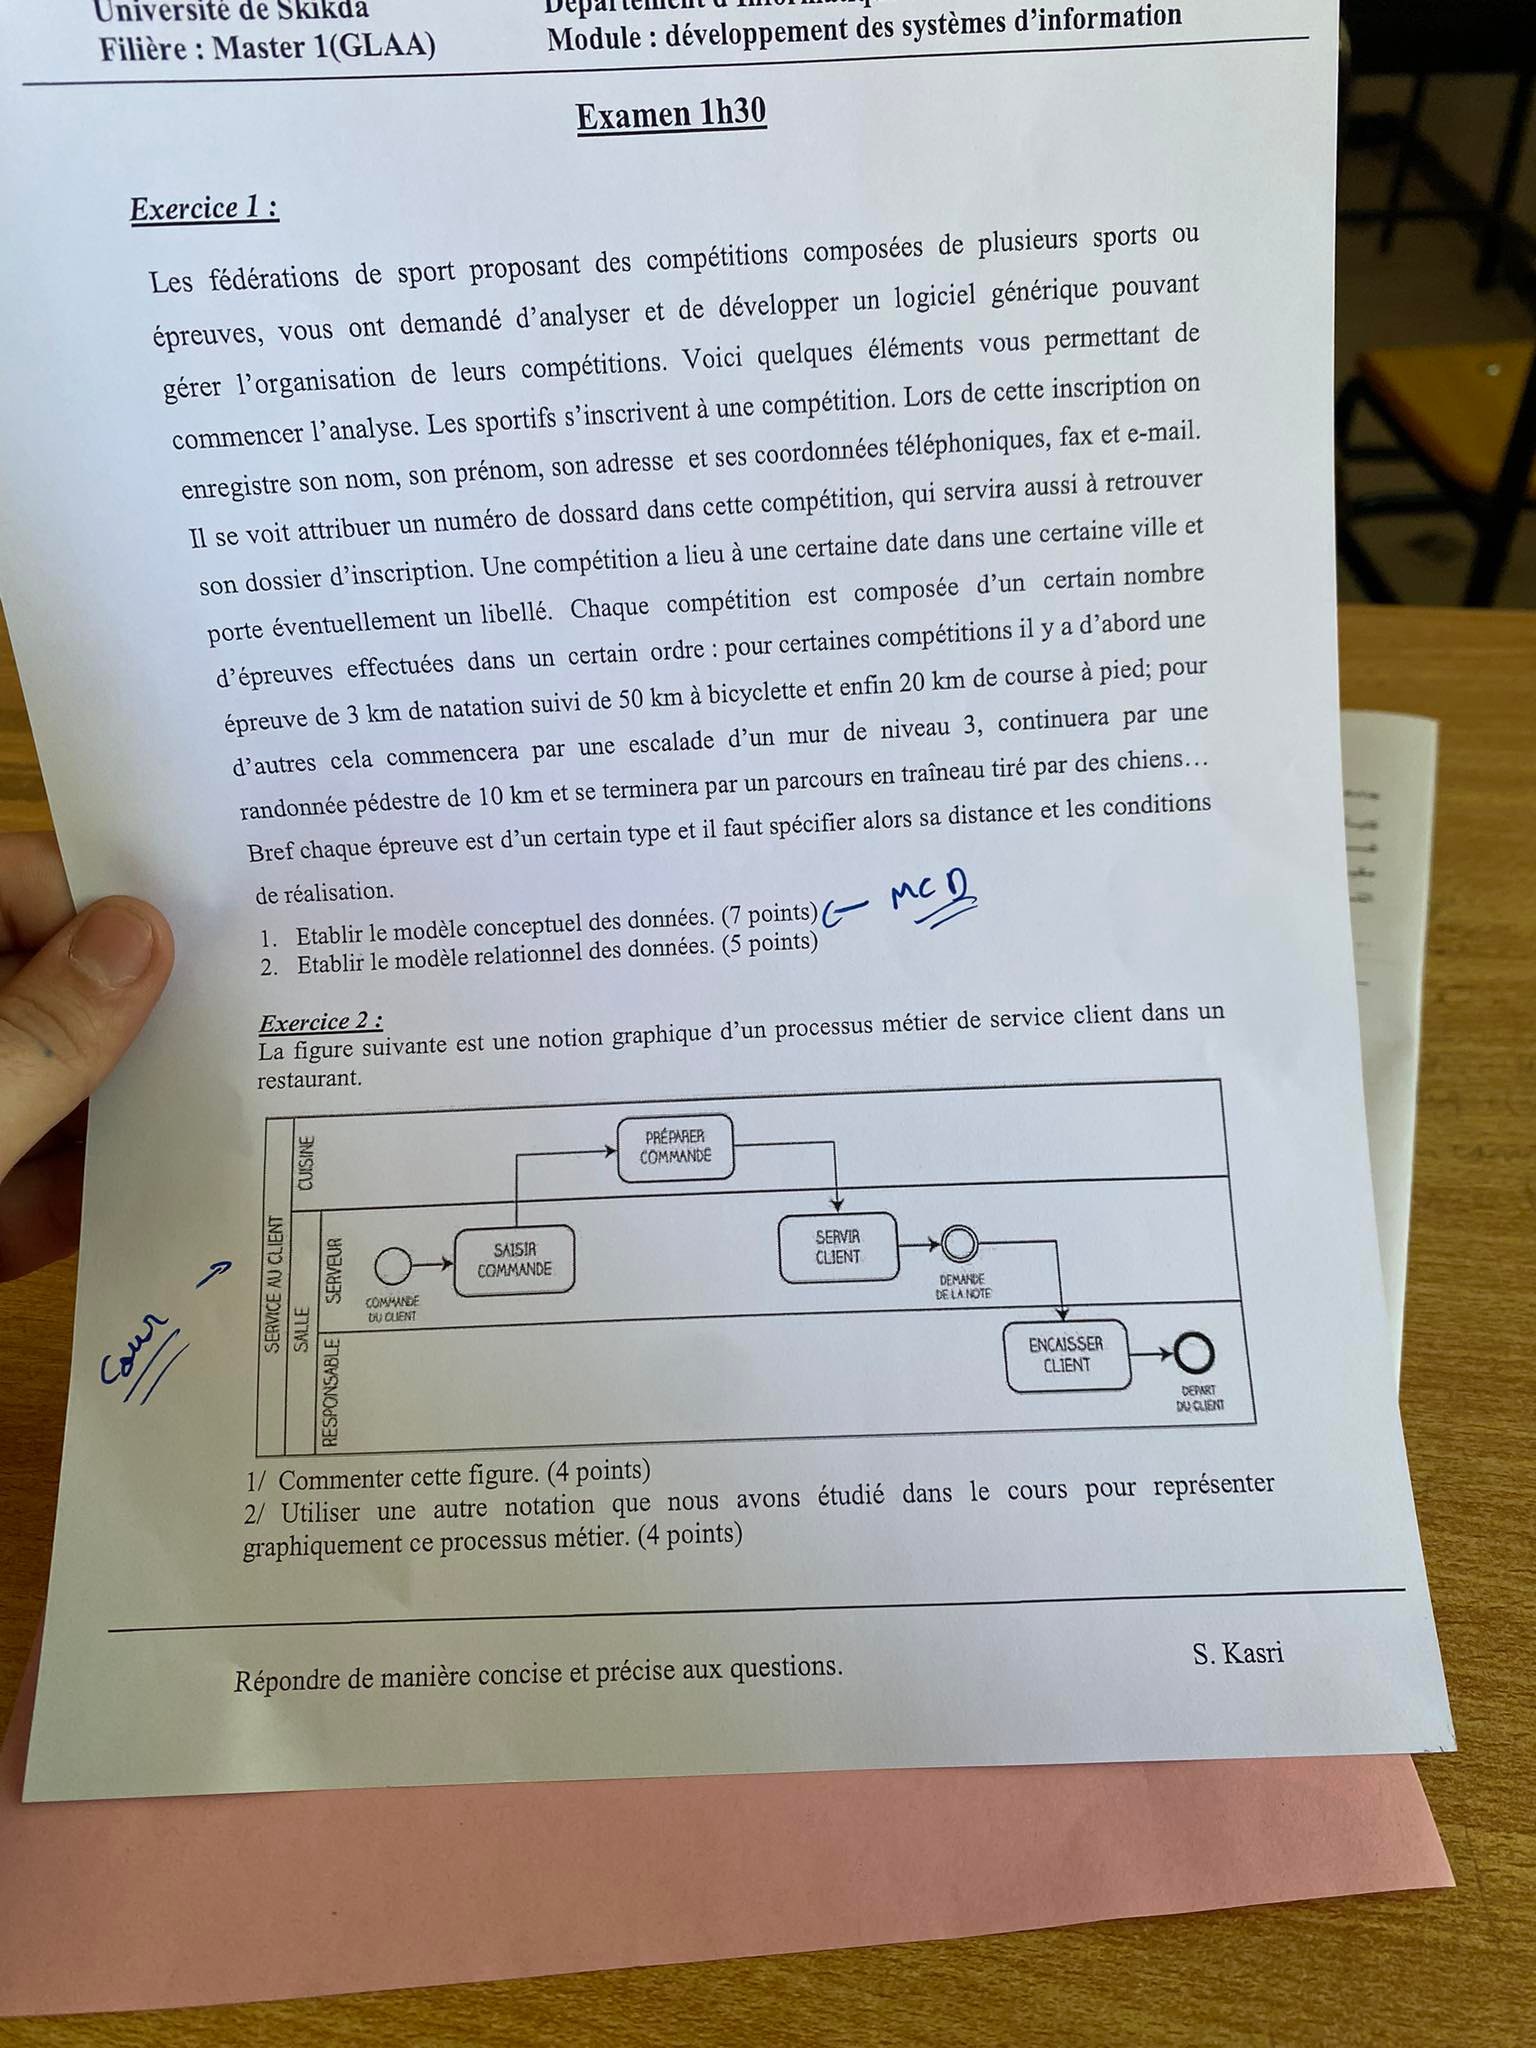 Université de Skikda
Filière : Master 1(GLAA)
Module : développement des systèmes d'information
Examen 1h30
Exercice 1 :
Les fédérations de sport proposant des compétitions composées de plusieurs sports ou
épreuves, vous ont demandé d'analyser et de développer un logiciel générique pouvant
gérer l'organisation de leurs compétitions. Voici quelques éléments vous permettant de
commencer l'analyse. Les sportifs s'inscrivent à une compétition. Lors de cette inscription on
enregistre son nom, son prénom, son adresse et ses coordonnées téléphoniques, fax et e-mail.
Il se voit attribuer un numéro de dossard dans cette compétition, qui servira aussi à retrouver
son dossier d'inscription. Une compétition a lieu à une certaine date dans une certaine ville et
porte éventuellement un libellé. Chaque compétition est composée d'un certain nombre
d'épreuves effectuées dans un certain ordre : pour certaines compétitions il y a d'abord une
épreuve de 3 km de natation suivi de 50 km à bicyclette et enfin 20 km de course à pied; pour
d'autres cela commencera par une escalade d'un mur de niveau 3, continuera par une
randonnée pédestre de 10 km et se terminera par un parcours en traîneau tiré par des chiens…
Bref chaque épreuve est d'un certain type et il faut spécifier alors sa distance et les conditions
de réalisation.
1. Etablir le modèle conceptuel des données. (7 points) ← MCD
2. Etablir le modèle relationnel des données. (5 points)
Exercice 2 :
La figure suivante est une notion graphique d'un processus métier de service client dans un
restaurant.
SERVICE AU CLIENT
CUISINE
PRÉPARER
COMMANDE
SALLE
SERVEUR
COMMANDE
DU CLIENT
SAISIR
COMMANDE
SERVIR
CLIENT
DEMANDE
DE LA NOTE
RESPONSABLE
ENCAISSER
CLIENT
DEPART
DU CLIENT
Cour
1/ Commenter cette figure. (4 points)
2/ Utiliser une autre notation que nous avons étudié dans le cours pour représenter
graphiquement ce processus métier. (4 points)
Répondre de manière concise et précise aux questions.
S. Kasri